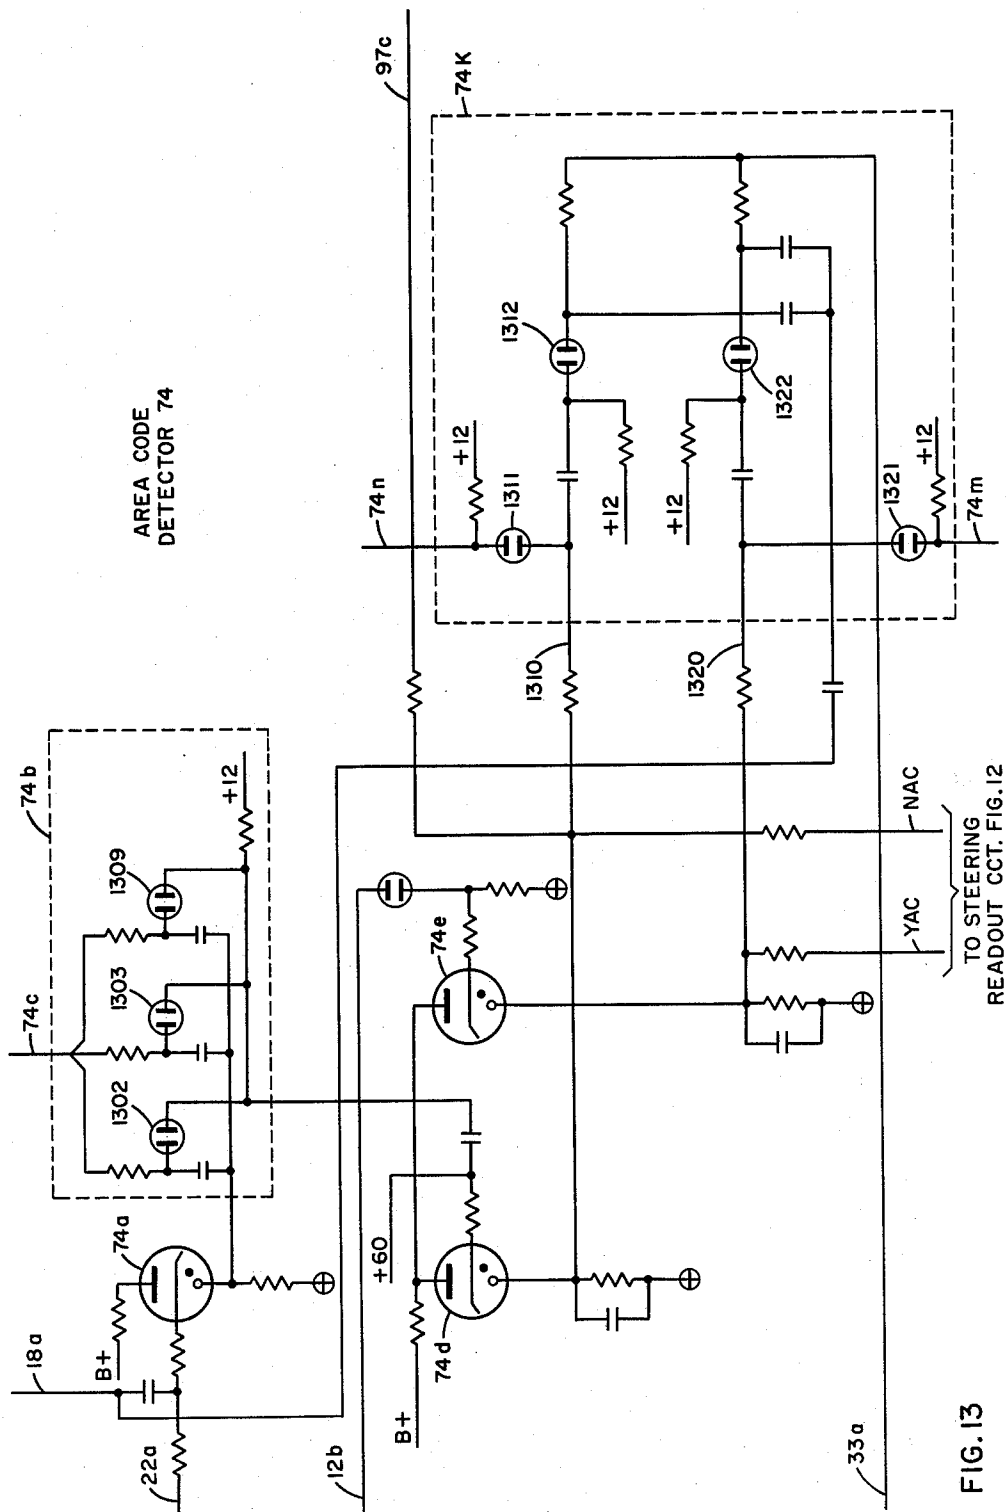 AREA CODE
DETECTOR 74
97c
74K
74n
+12
1311
1312
+12
+12
1322
1321
+12
74m
1310
1320
74b
+12
1309
1303
1302
74c
74a
B+
18a
22a
12b
74e
+60
74d
B+
33a
NAC
YAC
TO STEERING
READOUT CCT. FIG.12
FIG.13